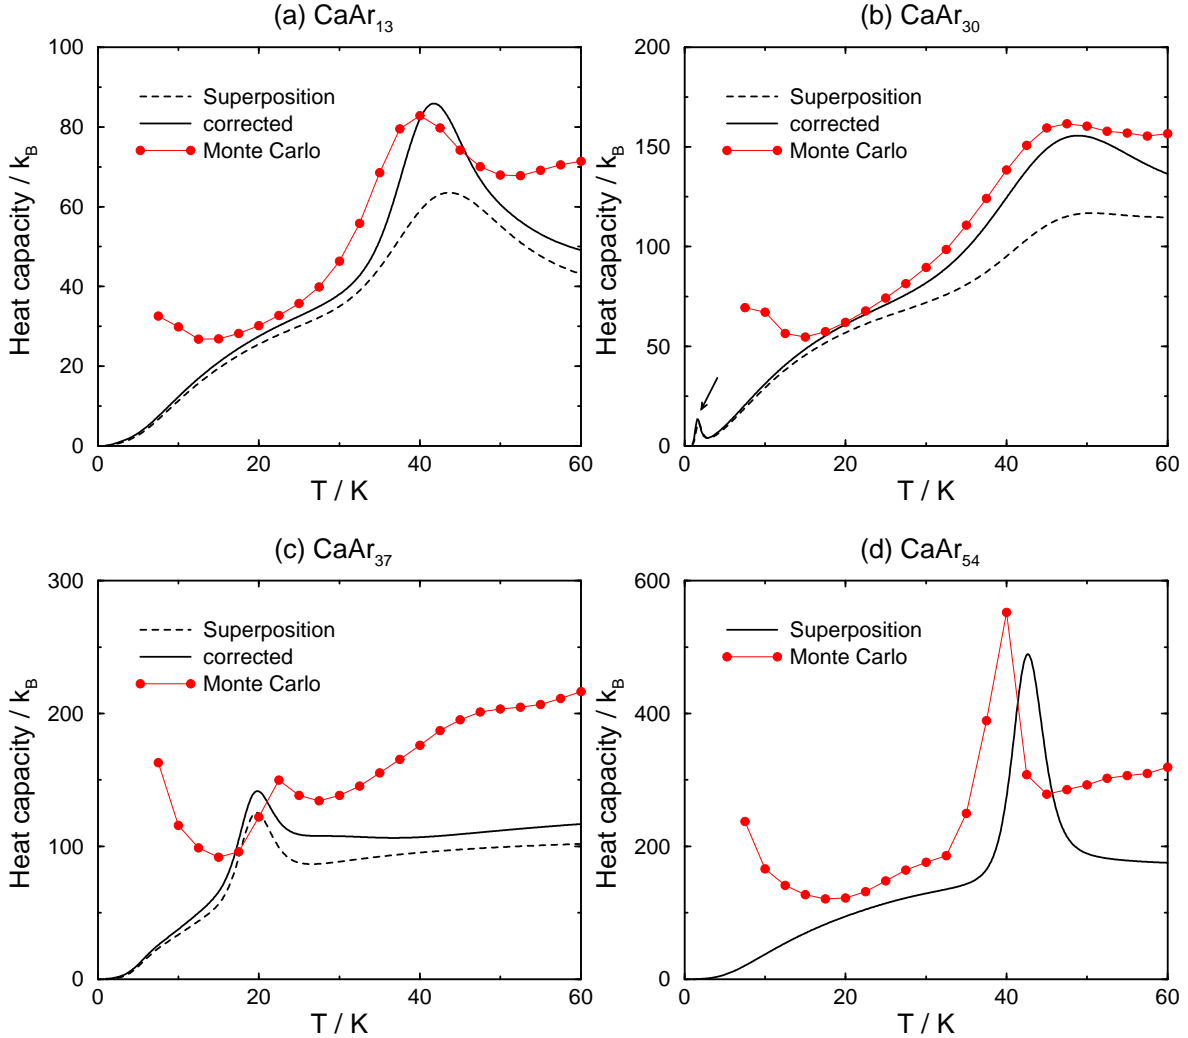 (a) CaAr13
100
80
60
40
20
0
Heat capacity / kB
Superposition
corrected
Monte Carlo
0 20 40 60
T / K
(b) CaAr30
200
150
100
50
0
Heat capacity / kB
Superposition
corrected
Monte Carlo
0 20 40 60
T / K
(c) CaAr37
300
200
100
0
Heat capacity / kB
Superposition
corrected
Monte Carlo
0 20 40 60
T / K
(d) CaAr54
600
400
200
0
Heat capacity / kB
Superposition
Monte Carlo
0 20 40 60
T / K